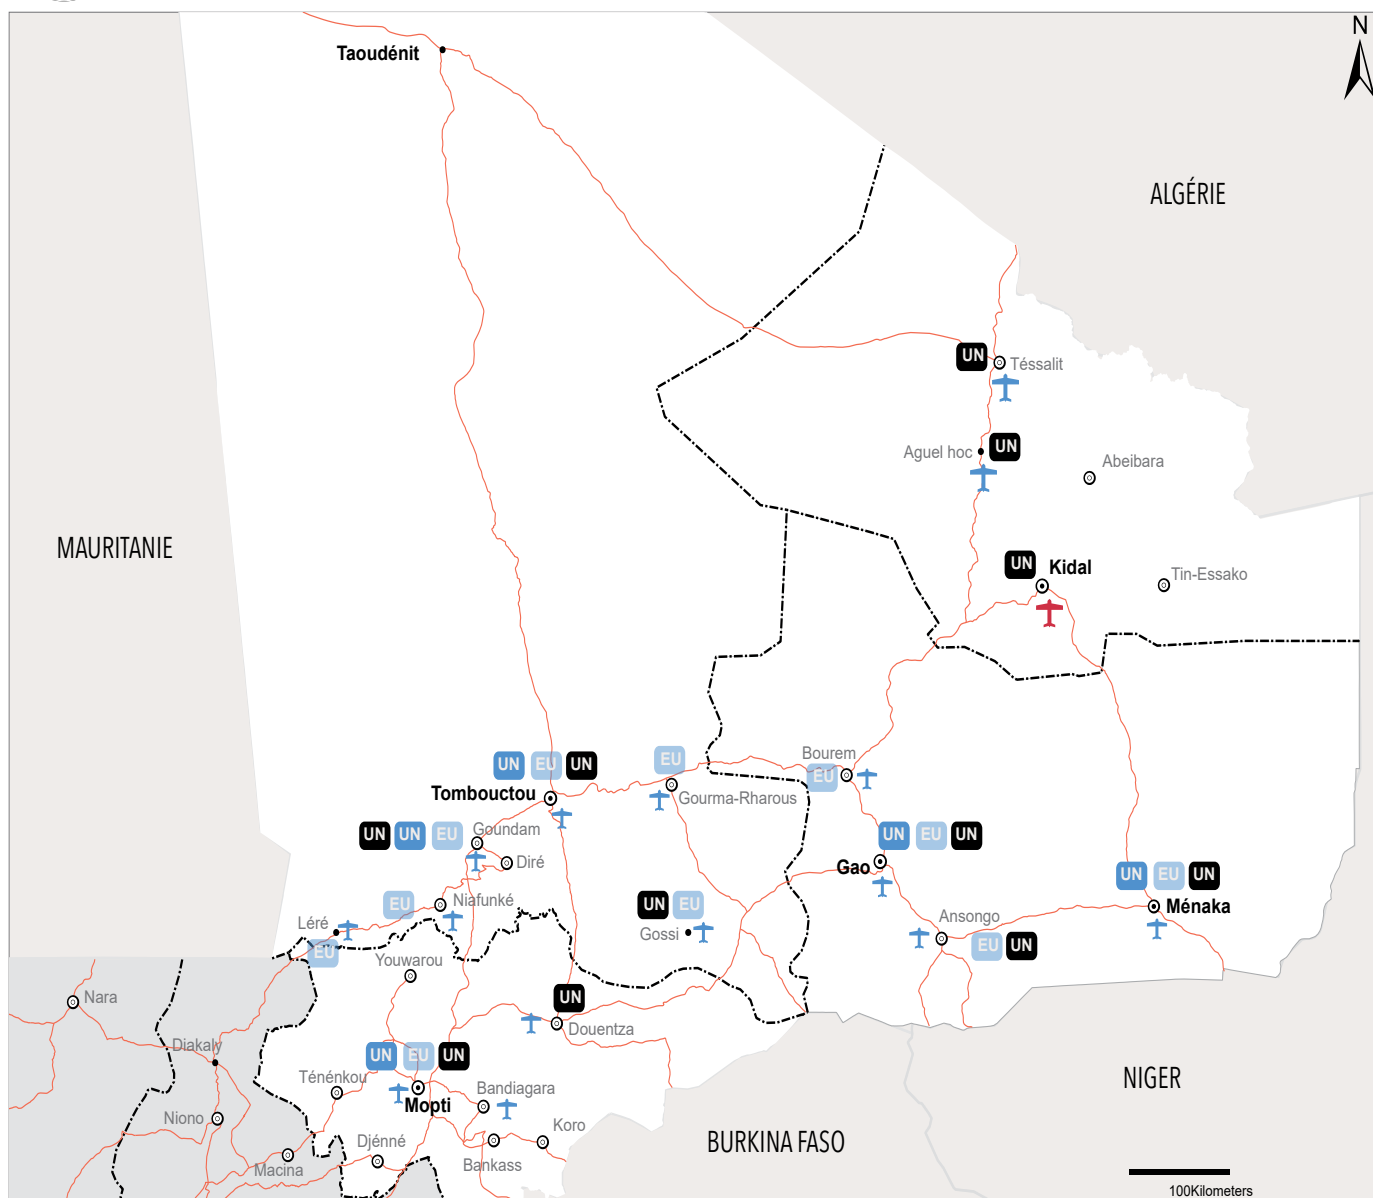 N
Taoudénit
ALGÉRIE
UN
Téssalit
Aguel hoc
UN
Abeibara
MAURITANIE
UN
Kidal
Tin-Essako
UN EU UN
EU
Bourem
EU
Tombouctou
Gourma-Rharous
UN UN EU
Goundam
UN EU UN
Diré
Gao
UN EU UN
EU
Niafunké
UN EU
Ménaka
Léré
Gossi
Ansongo
EU
EU UN
Youwarou
Nara
UN
Douentza
Diakaly
UN EU UN
Ténénkou
Mopti
Bandiagara
NIGER
Niono
Koro
BURKINA FASO
Djénné
Bankass
Macina
100Kilometers